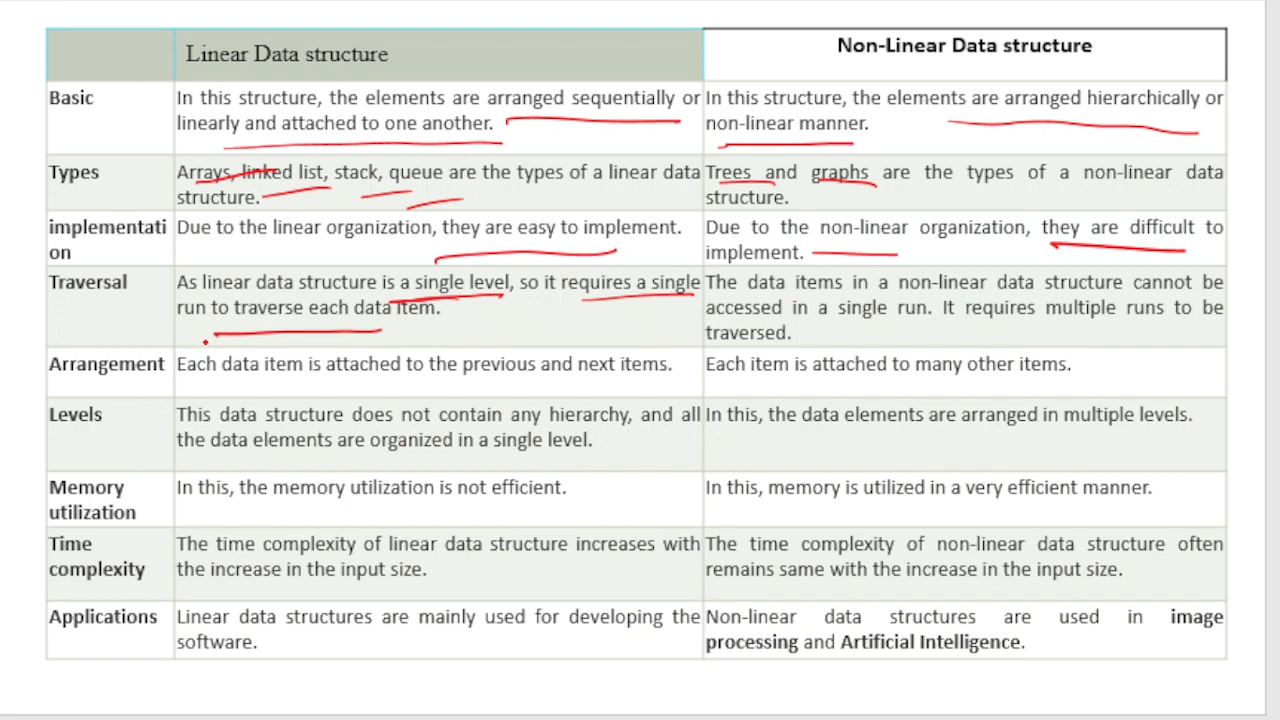 Linear Data structure
Non-Linear Data structure
Basic
In this structure, the elements are arranged sequentially or
linearly and attached to one another.
In this structure, the elements are arranged hierarchically or
non-linear manner.
Types
Arrays, linked list, stack, queue are the types of a linear data
structure.
Trees and graphs are the types of a non-linear data
structure.
implementati
on
Due to the linear organization, they are easy to implement.
Due to the non-linear organization, they are difficult to
implement.
Traversal
As linear data structure is a single level, so it requires a single
run to traverse each data item.
The data items in a non-linear data structure cannot be
accessed in a single run. It requires multiple runs to be
traversed.
Arrangement
Each data item is attached to the previous and next items.
Each item is attached to many other items.
Levels
This data structure does not contain any hierarchy, and all
the data elements are organized in a single level.
In this, the data elements are arranged in multiple levels.
Memory
utilization
In this, the memory utilization is not efficient.
In this, memory is utilized in a very efficient manner.
Time
complexity
The time complexity of linear data structure increases with
the increase in the input size.
The time complexity of non-linear data structure often
remains same with the increase in the input size.
Applications
Linear data structures are mainly used for developing the
software.
Non-linear data structures are used in image
processing and Artificial Intelligence.